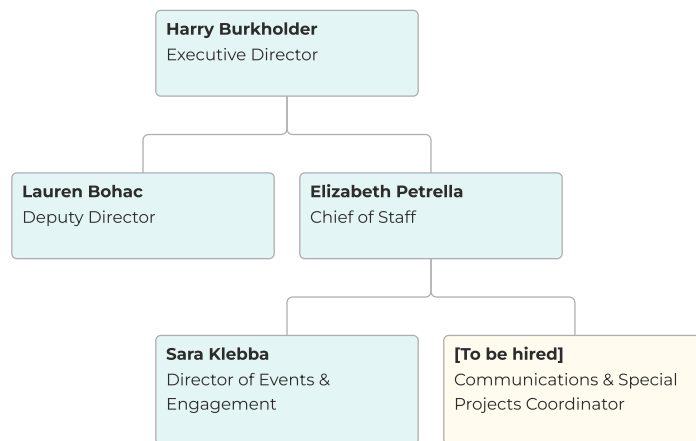 Harry Burkholder
Executive Director
Lauren Bohac
Deputy Director
Elizabeth Petrella
Chief of Staff
Sara Klebba
Director of Events &
Engagement
[To be hired]
Communications & Special
Projects Coordinator